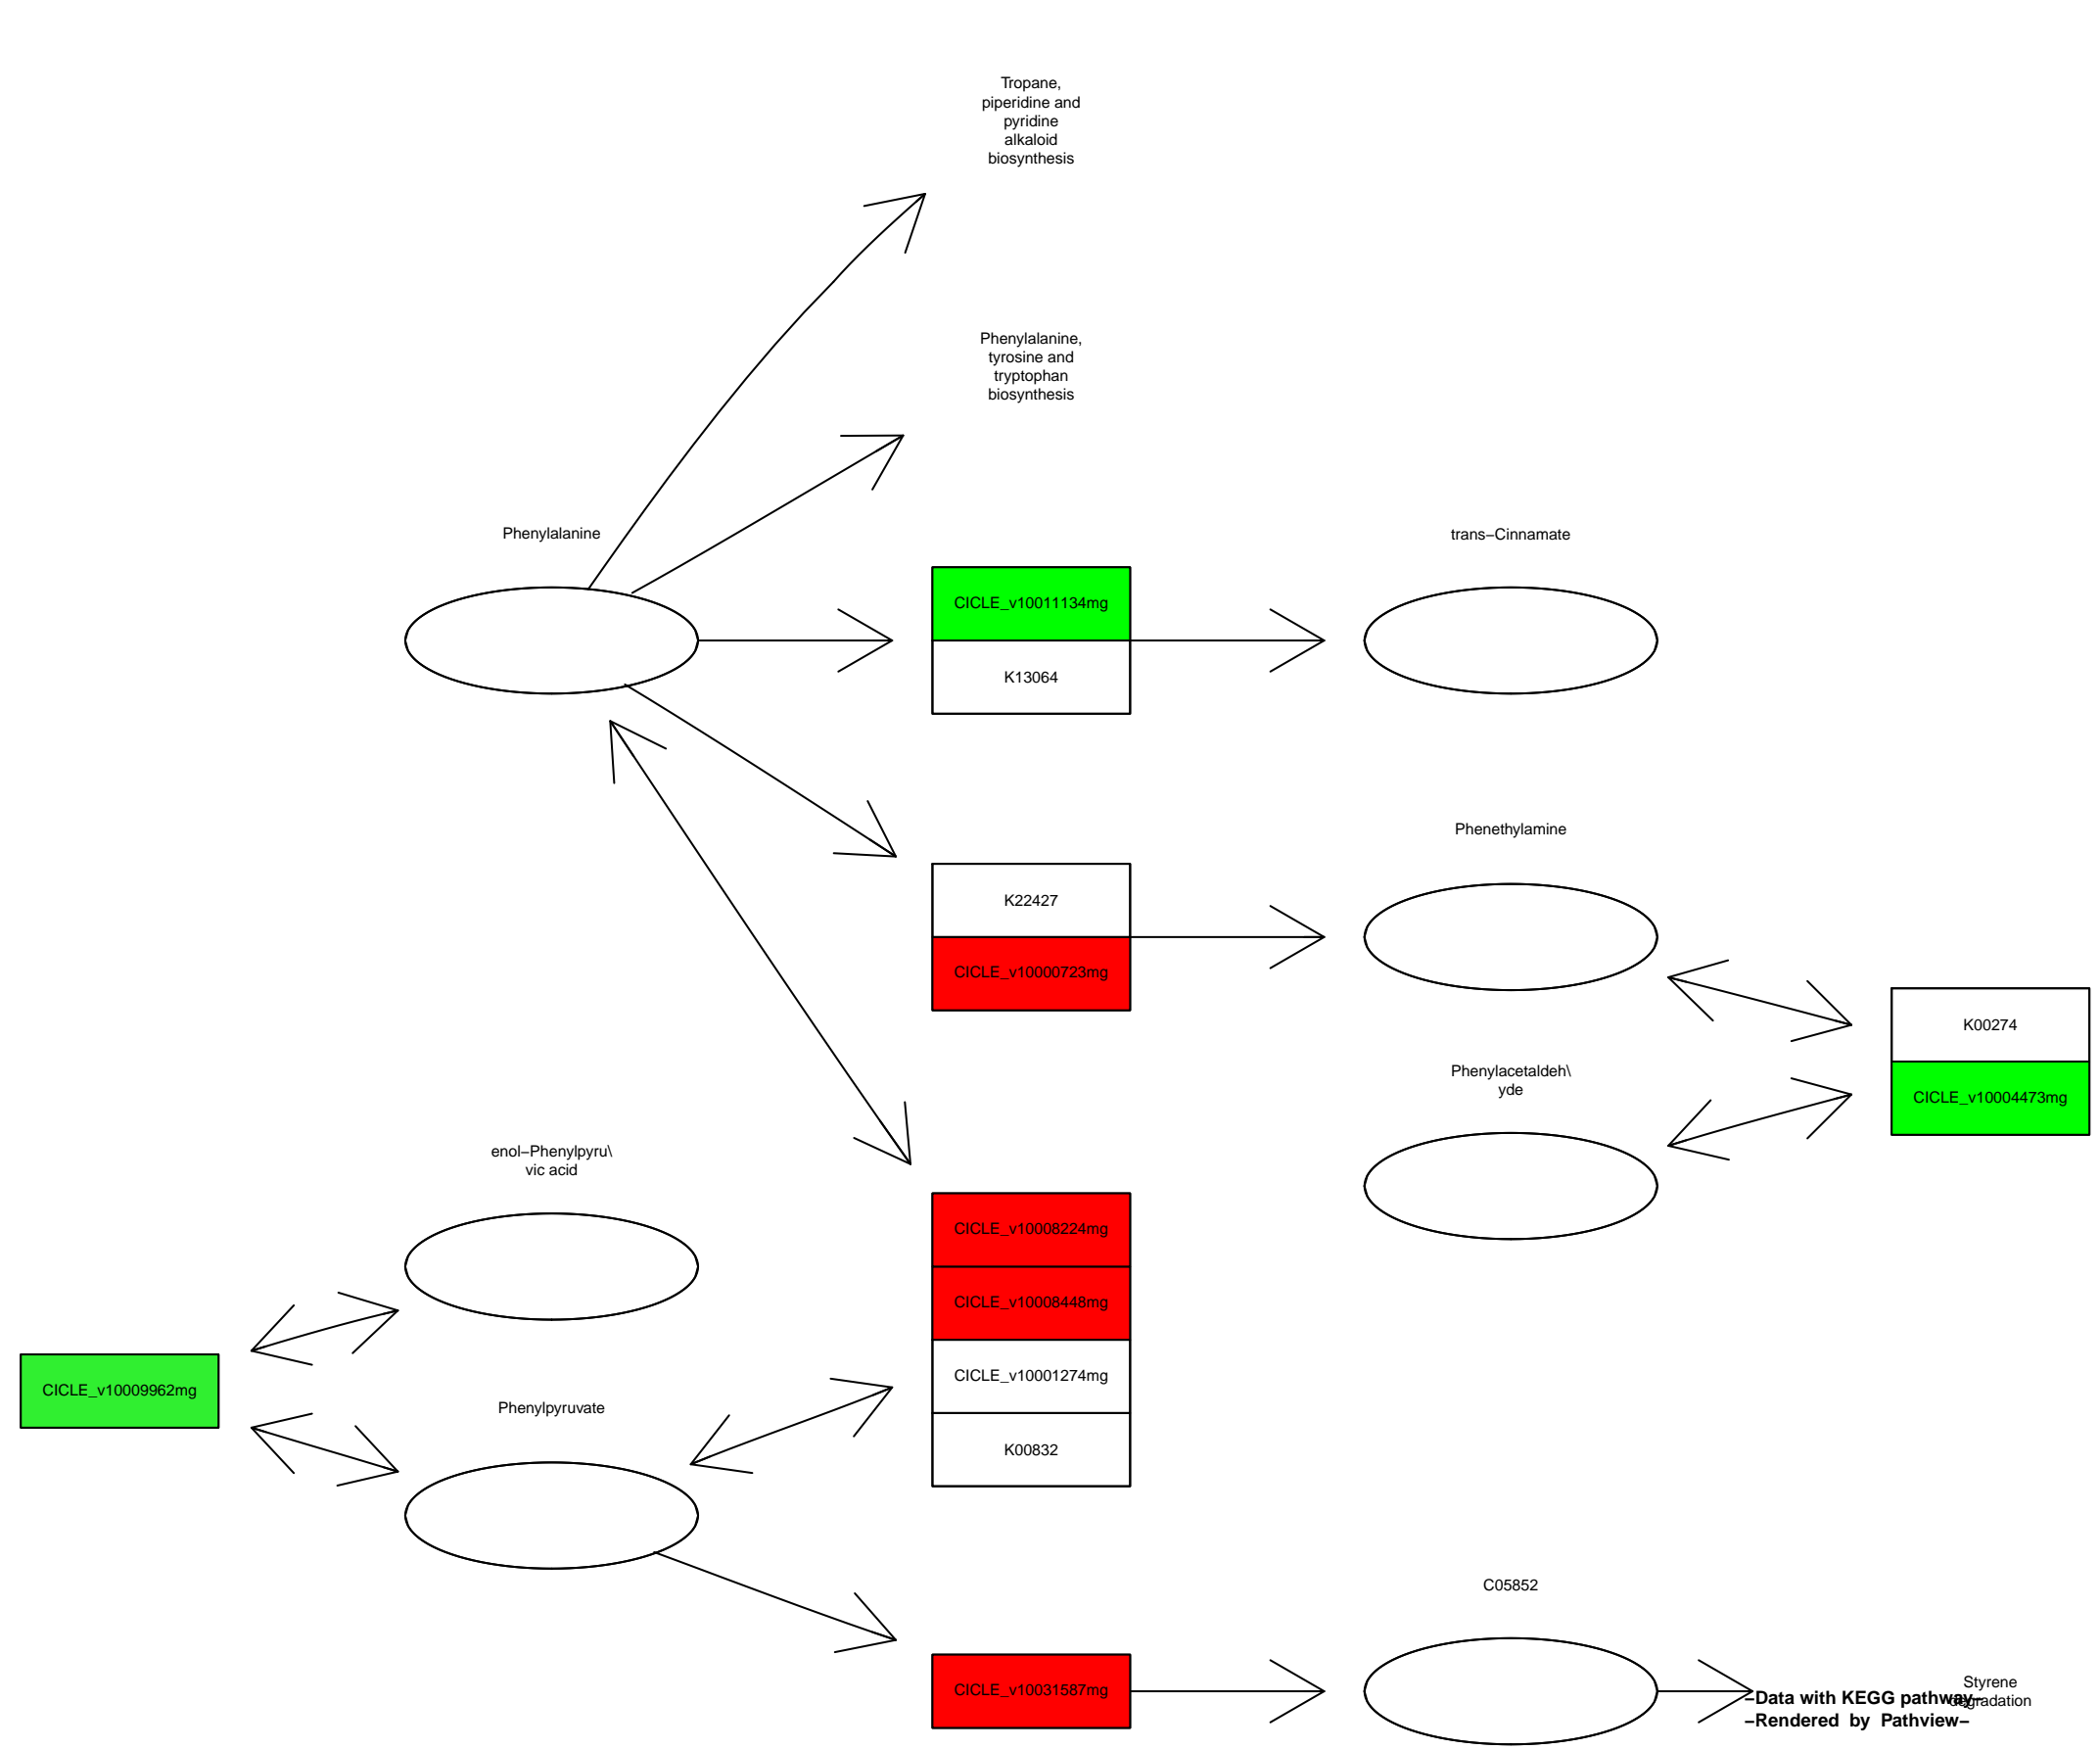 Tropane,
piperidine and
pyridine
alkaloid
biosynthesis
Phenylalanine,
tyrosine and
tryptophan
biosynthesis
Phenylalanine
trans−Cinnamate
CICLE_v10011134mg
K13064
Phenethylamine
K22427
CICLE_v10000723mg
K00274
CICLE_v10004473mg
Phenylacetaldeh\
yde
enol−Phenylpyru\
vic acid
CICLE_v10008224mg
CICLE_v10008448mg
CICLE_v10001274mg
K00832
CICLE_v10009962mg
Phenylpyruvate
C05852
CICLE_v10031587mg
Styrene
degradation
−Data with KEGG pathway−
−Rendered by Pathview−